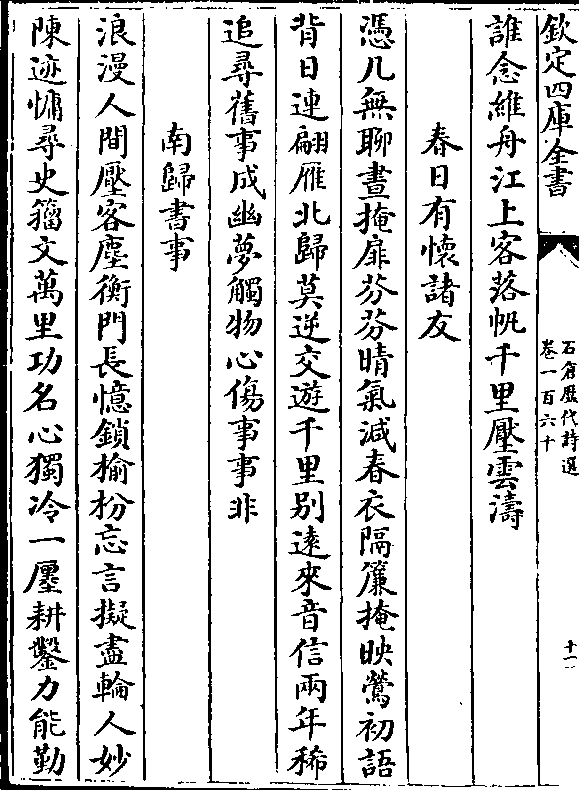 欽定四庫全書
石倉歷代詩選
卷一百六十
十一
誰念維舟江上客落帆千里壓雲濤
春日有懷諸友
憑几無聊晝掩扉芬芬晴氣減春衣隔簾掩映鶯初語
背日連翩雁北歸莫逆交遊千里别逺來音信兩年稀
追尋舊事成幽夢觸物心傷事事非
南歸書事
浪漫人間壓客塵衡門長憶鎖榆枌忘言擬盡輪人妙
陳迹慵尋史籀文萬里功名心獨冷一廛耕鑿力能勤